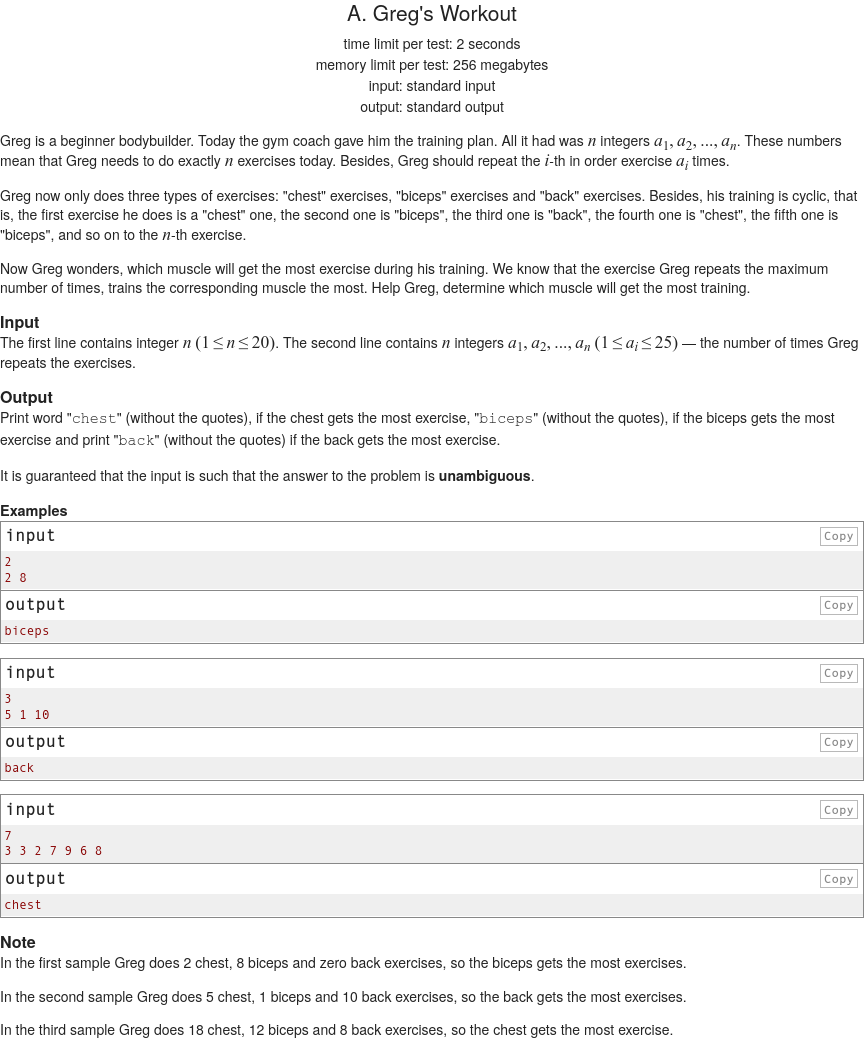 A. Greg's Workout
time limit per test: 2 seconds
memory limit per test: 256 megabytes
input: standard input
output: standard output
Greg is a beginner bodybuilder. Today the gym coach gave him the training plan. All it had was n integers a1, a2, ..., an. These numbers
mean that Greg needs to do exactly n exercises today. Besides, Greg should repeat the i-th in order exercise ai times.
Greg now only does three types of exercises: "chest" exercises, "biceps" exercises and "back" exercises. Besides, his training is cyclic, that
is, the first exercise he does is a "chest" one, the second one is "biceps", the third one is "back", the fourth one is "chest", the fifth one is
"biceps", and so on to the n-th exercise.
Now Greg wonders, which muscle will get the most exercise during his training. We know that the exercise Greg repeats the maximum
number of times, trains the corresponding muscle the most. Help Greg, determine which muscle will get the most training.
Input
The first line contains integer n (1 ≤ n ≤ 20). The second line contains n integers a1, a2, ..., an (1 ≤ ai ≤ 25) — the number of times Greg
repeats the exercises.
Output
Print word "chest" (without the quotes), if the chest gets the most exercise, "biceps" (without the quotes), if the biceps gets the most
exercise and print "back" (without the quotes) if the back gets the most exercise.
It is guaranteed that the input is such that the answer to the problem is unambiguous.
Examples
input Copy
2
2 8
output Copy
biceps
input Copy
3
5 1 10
output Copy
back
input Copy
7
3 3 2 7 9 6 8
output Copy
chest
Note
In the first sample Greg does 2 chest, 8 biceps and zero back exercises, so the biceps gets the most exercises.
In the second sample Greg does 5 chest, 1 biceps and 10 back exercises, so the back gets the most exercises.
In the third sample Greg does 18 chest, 12 biceps and 8 back exercises, so the chest gets the most exercise.